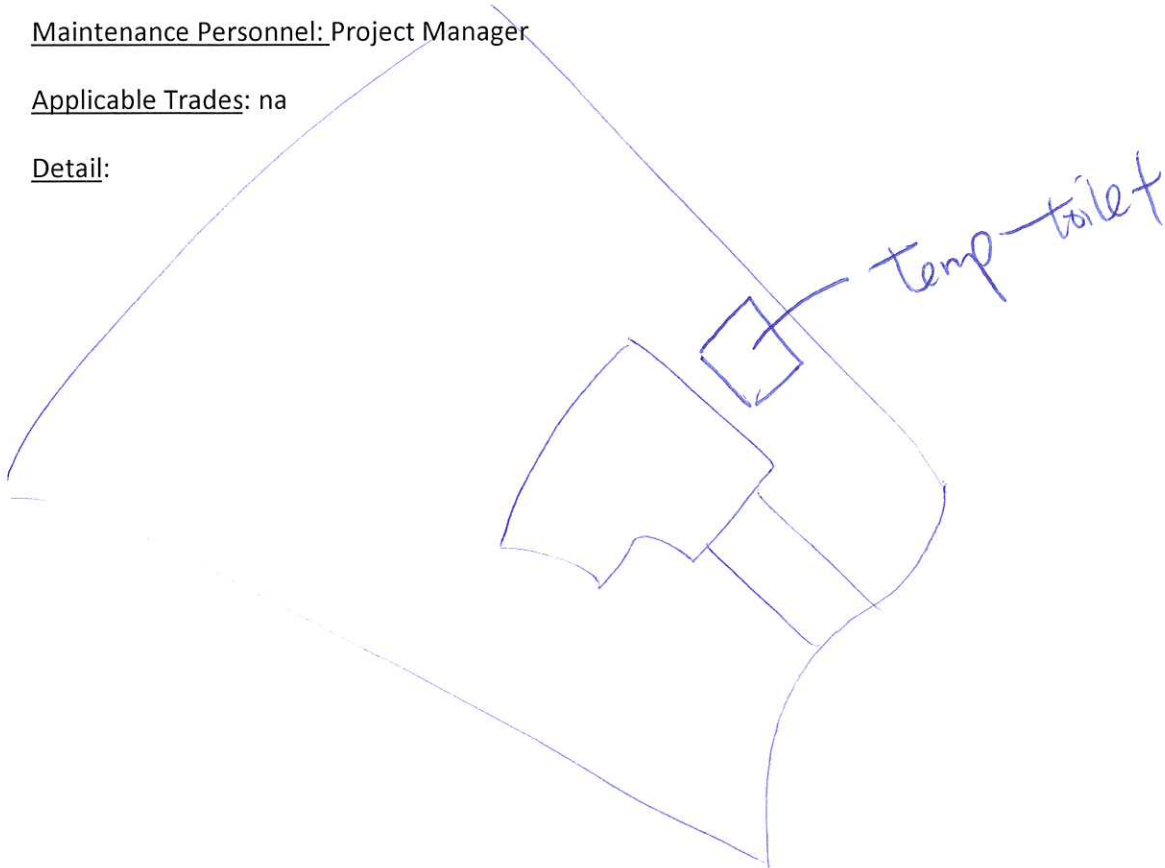 Maintenance Personnel: Project Manager
Applicable Trades: na
Detail:
temp-toilet